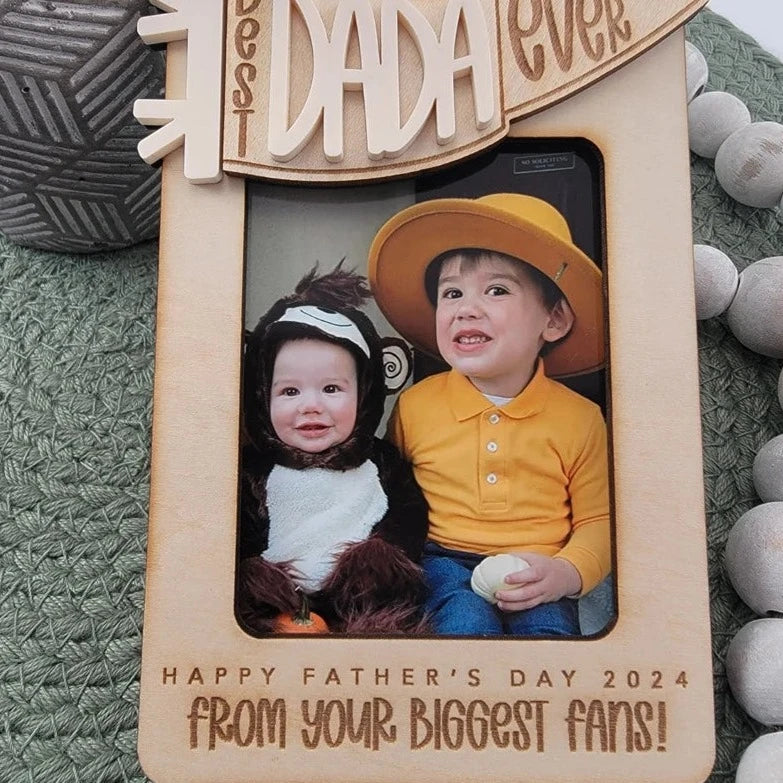 BEST
DADA
EVER
NO SOLICITING
HAPPY FATHER'S DAY 2024
FROM YOUR BIGGEST FANS!